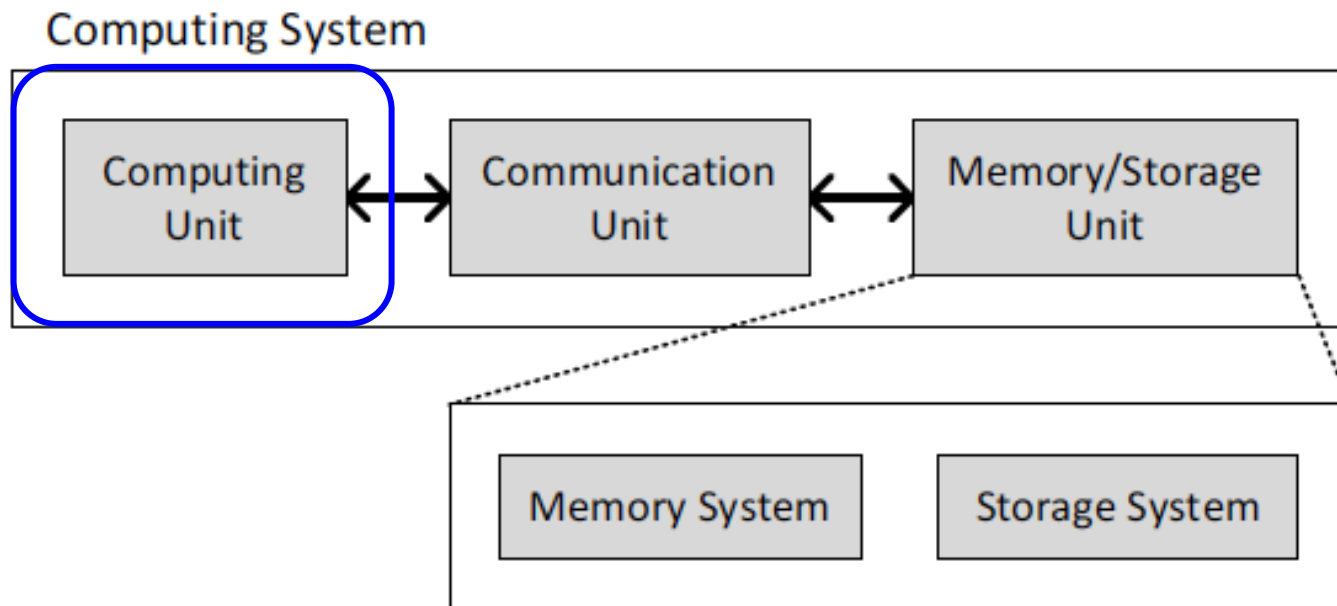 Computing System
Computing
Unit
Communication
Unit
Memory/Storage
Unit
Memory System
Storage System